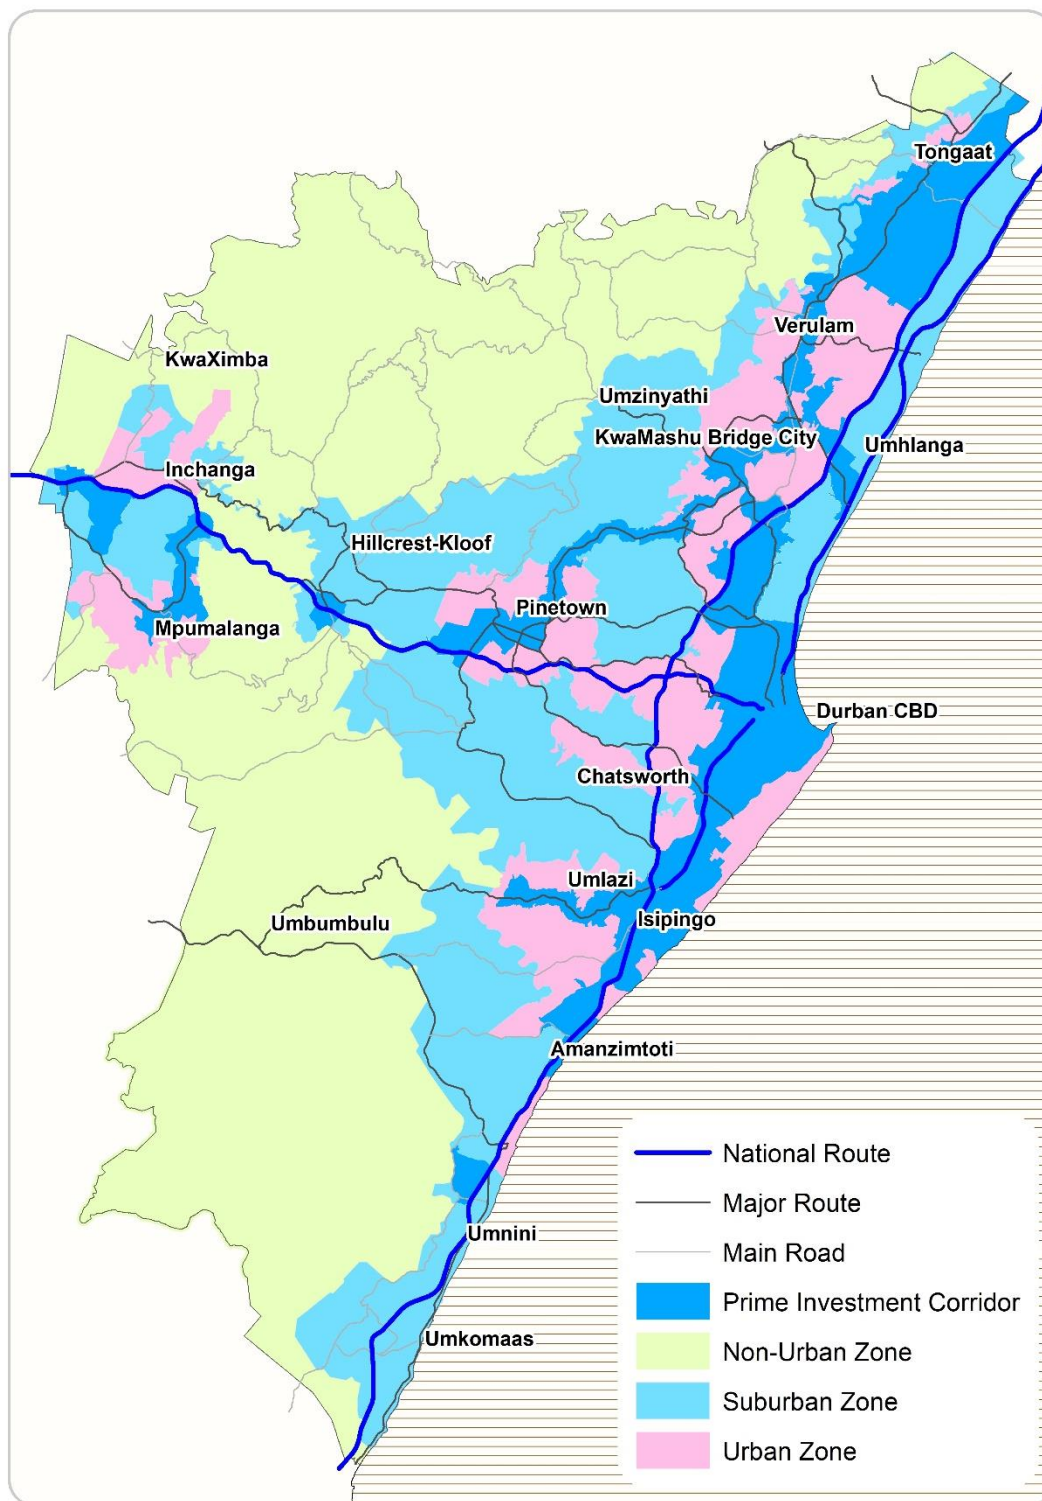 Tongaat
Verulam
KwaXimba
Umzinyathi
KwaMashu Bridge City
Umhlanga
Inchanga
Hillcrest-Kloof
Pinetown
Mpumalanga
Durban CBD
Chatsworth
Umlazi
Isipingo
Umbumbulu
Amanzimtoti
Umnini
Umkomaas
National Route
Major Route
Main Road
Prime Investment Corridor
Non-Urban Zone
Suburban Zone
Urban Zone